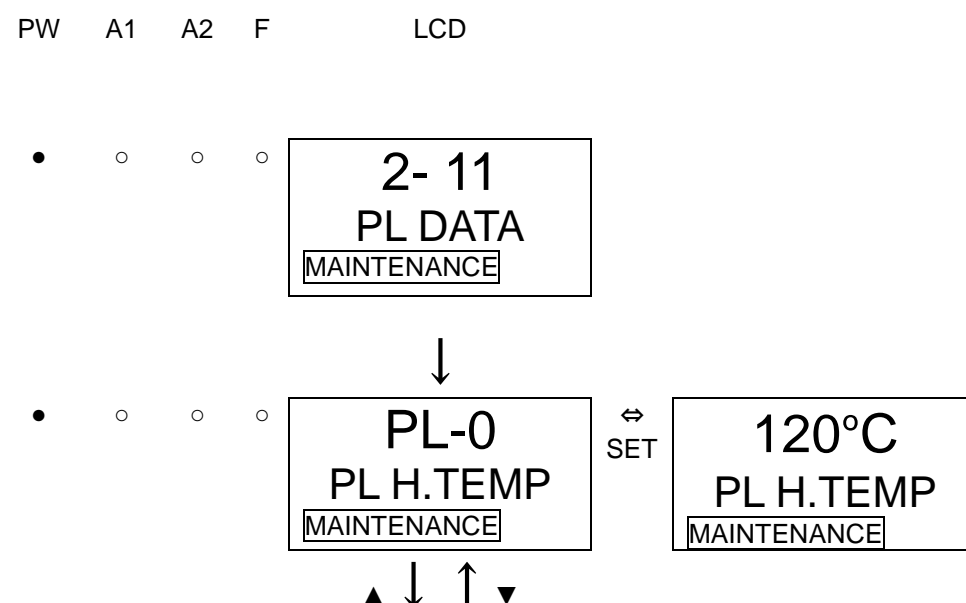 PW A1 A2 F LCD
● ○ ○ ○ 2- 11
PL DATA
MAINTENANCE
↓
● ○ ○ ○ PL-0 ⇔ 120°C
PL H.TEMP SET PL H.TEMP
MAINTENANCE MAINTENANCE
▲ ↓ ↑ ▼